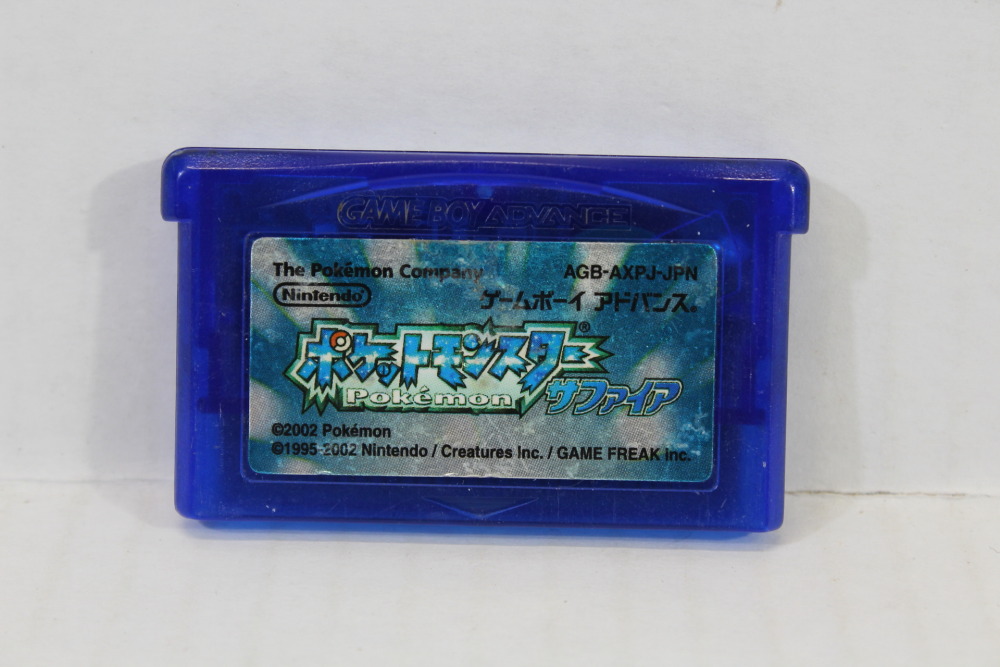 GAME BOY ADVANCE
The Pokémon Company
AGB-AXPJ-JPN
Nintendo®
ゲームボーイ アドバンス®
ポケットモンスター®
Pokémon
サファイア
©2002 Pokémon
©1995-2002 Nintendo / Creatures inc. / GAME FREAK inc.